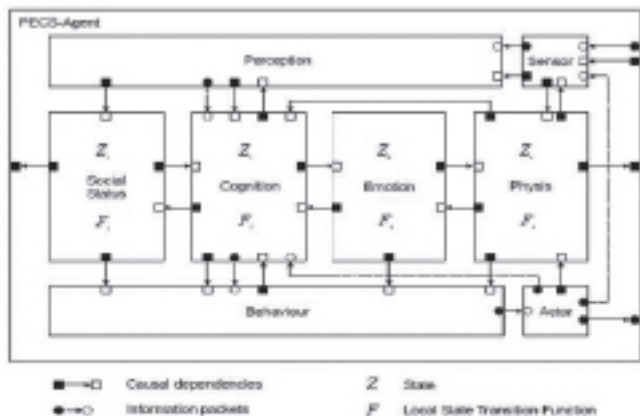 PECS-Agent
Perception
Sensor
Z
Social
Status
F
Z
Cognition
F
Z
Emotion
F
Z
Physis
F
Behaviour
Actor
Causal dependencies
Z State
Information packets
F Local State Transition Function